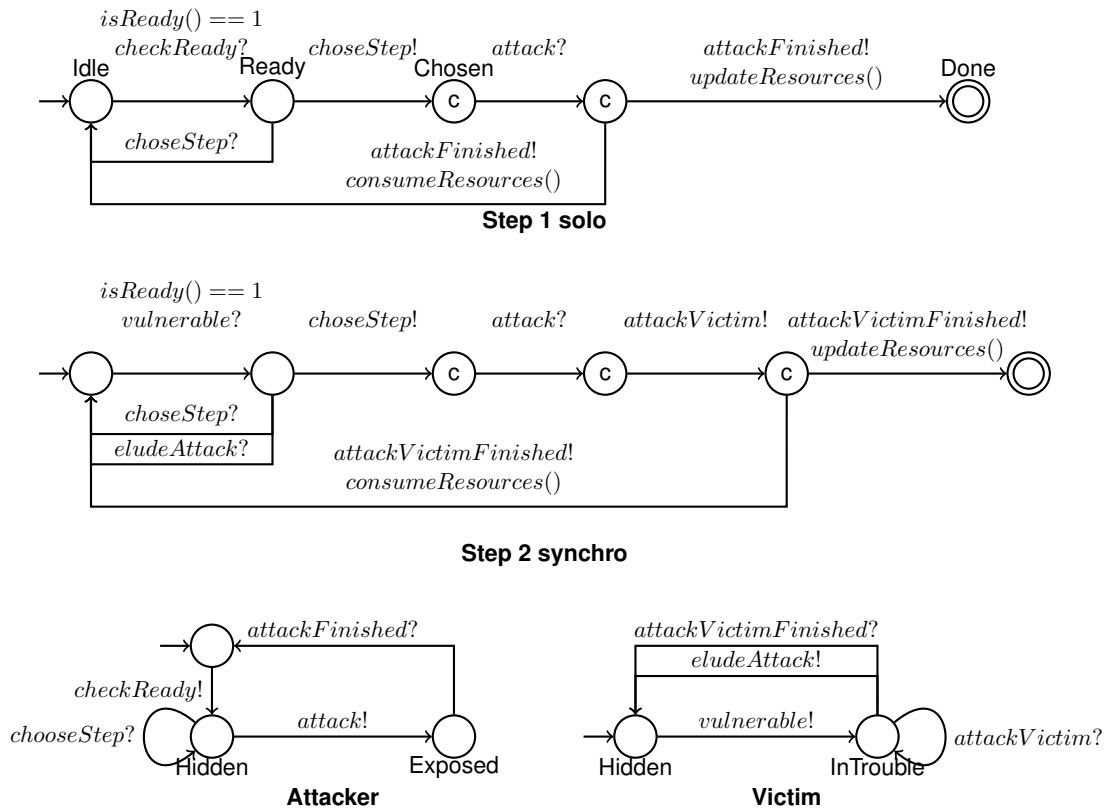 isReady() == 1
checkReady?
choseStep!
attack?
attackFinished!
updateResources()
Idle
Ready
Chosen
Done
c
c
choseStep?
attackFinished!
consumeResources()
Step 1 solo
isReady() == 1
vulnerable?
choseStep!
attack?
attackVictim!
attackVictimFinished!
updateResources()
c
c
c
choseStep?
eludeAttack?
attackVictimFinished!
consumeResources()
Step 2 synchro
attackFinished?
checkReady!
chooseStep?
attack!
Hidden
Exposed
Attacker
attackVictimFinished?
eludeAttack!
vulnerable!
attackVictim?
Hidden
InTrouble
Victim